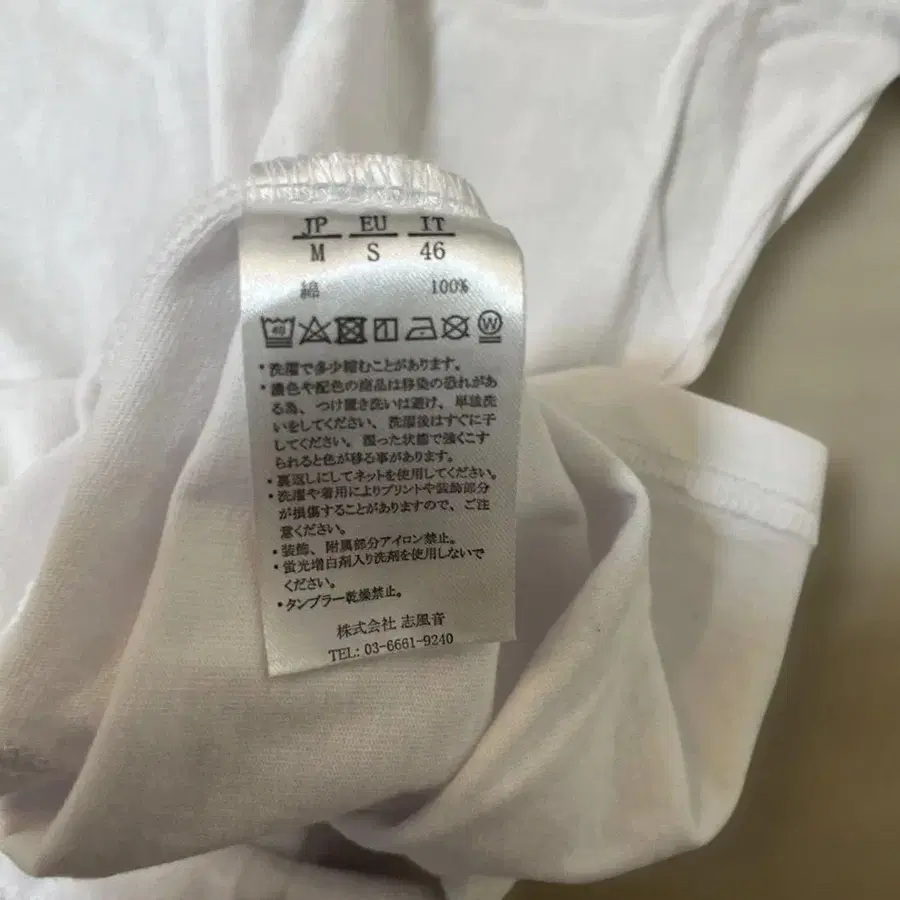 JP EU IT
M S 46
綿 100%
40 W
・洗濯で多少縮むことがあります。
・濃色や配色の商品は移染の恐れがあ
る為、つけ置き洗いは避け、単独洗
いをしてください、洗濯後はすぐに干
してください。湿った状態で強くこす
られると色が移る事があります。
・裏返しにしてネットを使用してください。
・洗濯や着用によりプリントや装飾部分
が損傷することがありますので、ご注
意ください。
・装飾、附属部分アイロン禁止。
・蛍光増白剤入り洗剤を使用しないで
ください。
・タンブラー乾燥禁止。
株式会社 志風音
TEL: 03-6661-9240